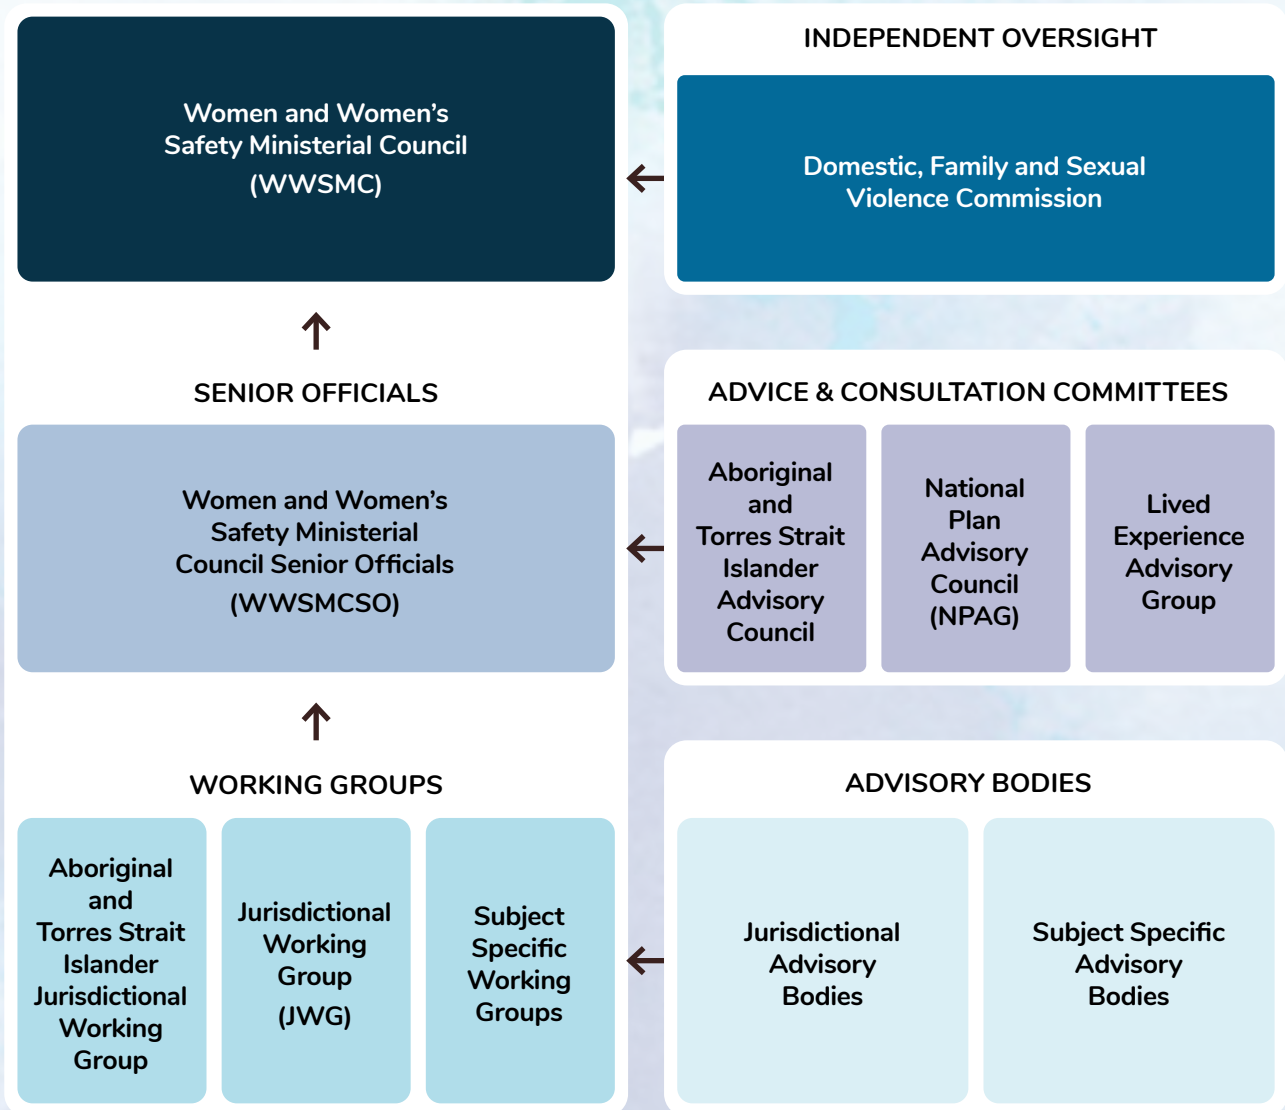 Women and Women’s
Safety Ministerial Council
(WWSMC)
INDEPENDENT OVERSIGHT
Domestic, Family and Sexual
Violence Commission
SENIOR OFFICIALS
Women and Women’s
Safety Ministerial
Council Senior Officials
(WWSMCSO)
ADVICE & CONSULTATION COMMITTEES
Aboriginal
and
Torres Strait
Islander
Advisory
Council
National
Plan
Advisory
Council
(NPAG)
Lived
Experience
Advisory
Group
WORKING GROUPS
Aboriginal
and
Torres Strait
Islander
Jurisdictional
Working
Group
Jurisdictional
Working
Group
(JWG)
Subject
Specific
Working
Groups
ADVISORY BODIES
Jurisdictional
Advisory
Bodies
Subject Specific
Advisory
Bodies